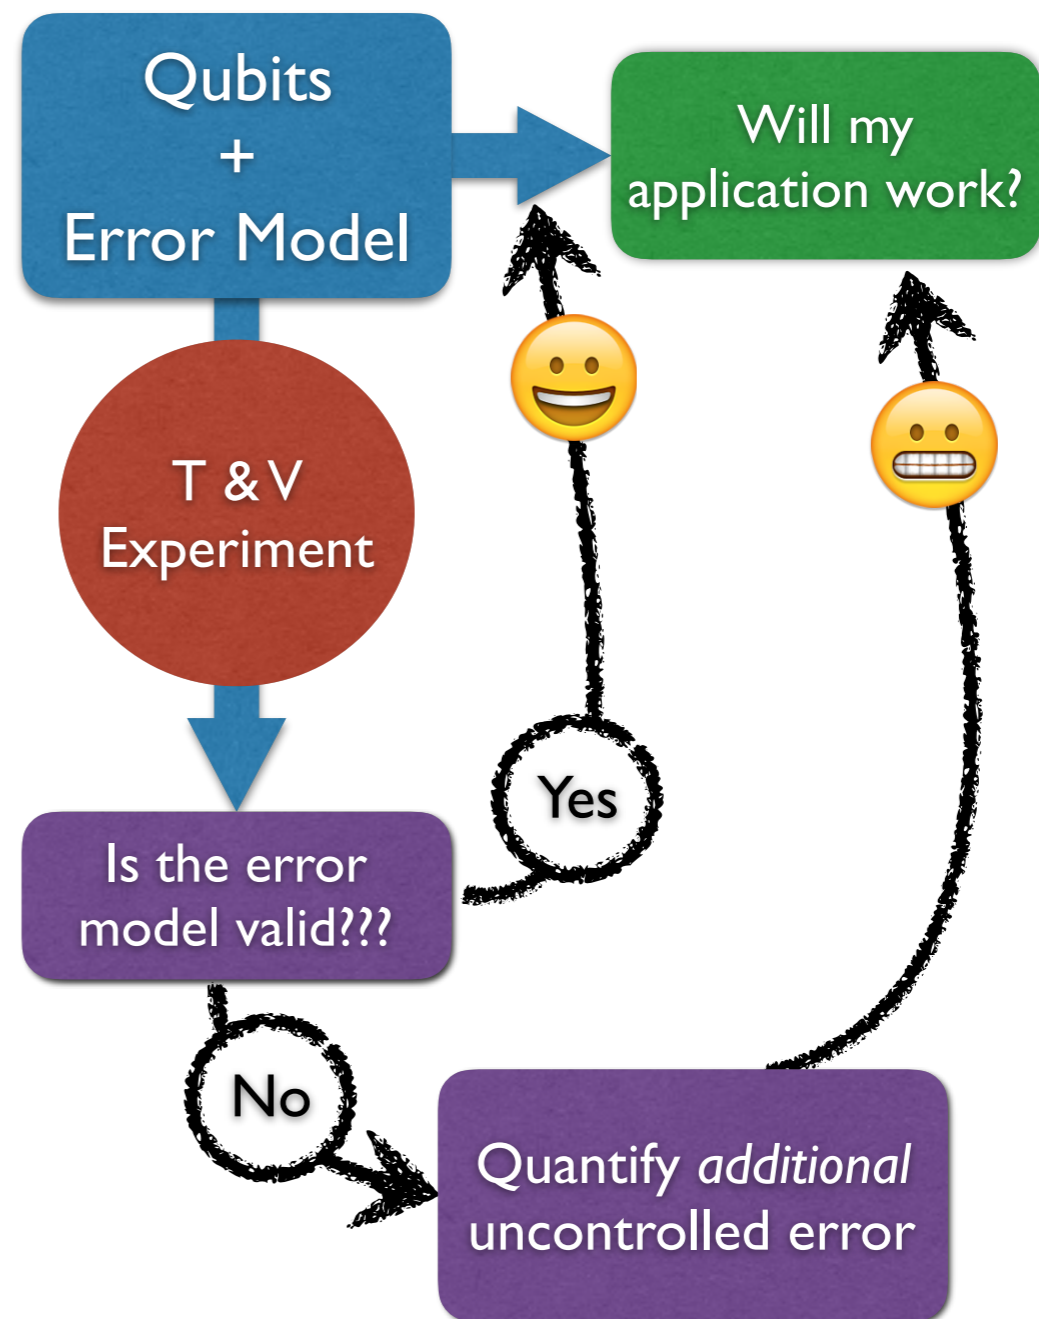 Qubits
+
Error Model
Will my
application work?
T & V
Experiment
Yes
Is the error
model valid???
No
Quantify additional
uncontrolled error